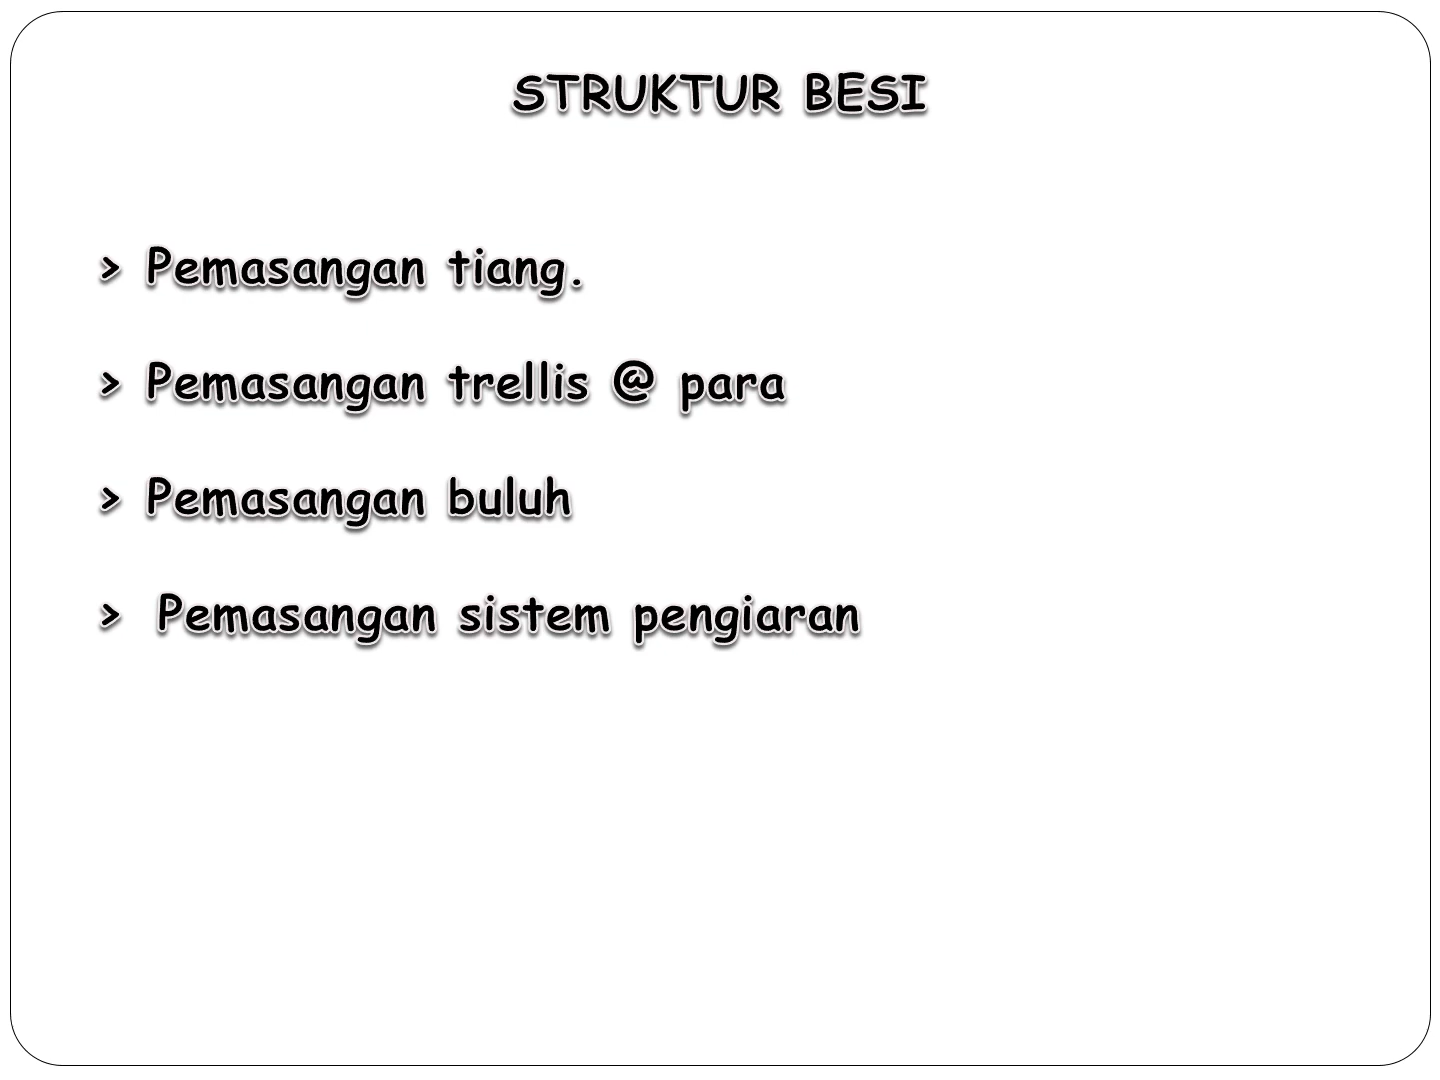 STRUKTUR BESI
> Pemasangan tiang.
> Pemasangan trellis @ para
> Pemasangan buluh
> Pemasangan sistem pengiaran